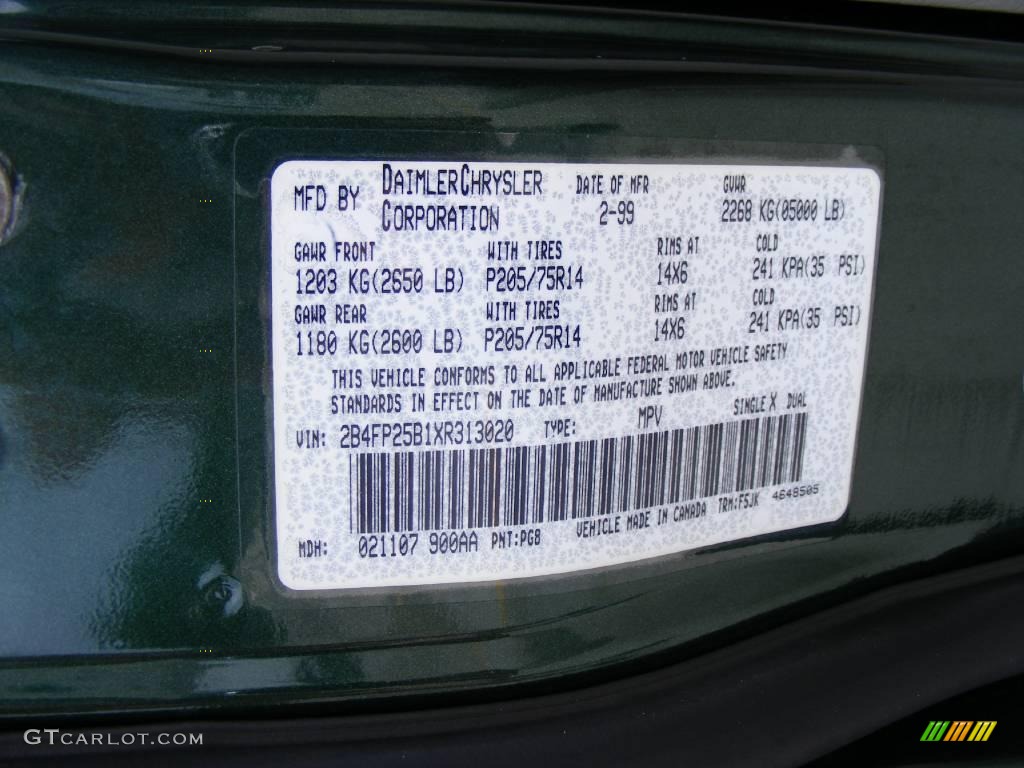 MFD BY DAIMLERCHRYSLER CORPORATION DATE OF MFR 2-99 GVWR 2268 KG(05000 LB)
GAWR FRONT WITH TIRES RIMS AT COLD
1203 KG(2650 LB) P205/75R14 14X6 241 KPA(35 PSI)
GAWR REAR WITH TIRES RIMS AT COLD
1180 KG(2600 LB) P205/75R14 14X6 241 KPA(35 PSI)
THIS VEHICLE CONFORMS TO ALL APPLICABLE FEDERAL MOTOR VEHICLE SAFETY
STANDARDS IN EFFECT ON THE DATE OF MANUFACTURE SHOWN ABOVE.
VIN: 2B4FP25B1XR313020 TYPE: MPV SINGLE X DUAL
MDH: 021107 900AA PNT:PG8 VEHICLE MADE IN CANADA TRM:F5JK 4648505
GTCARLOT.COM